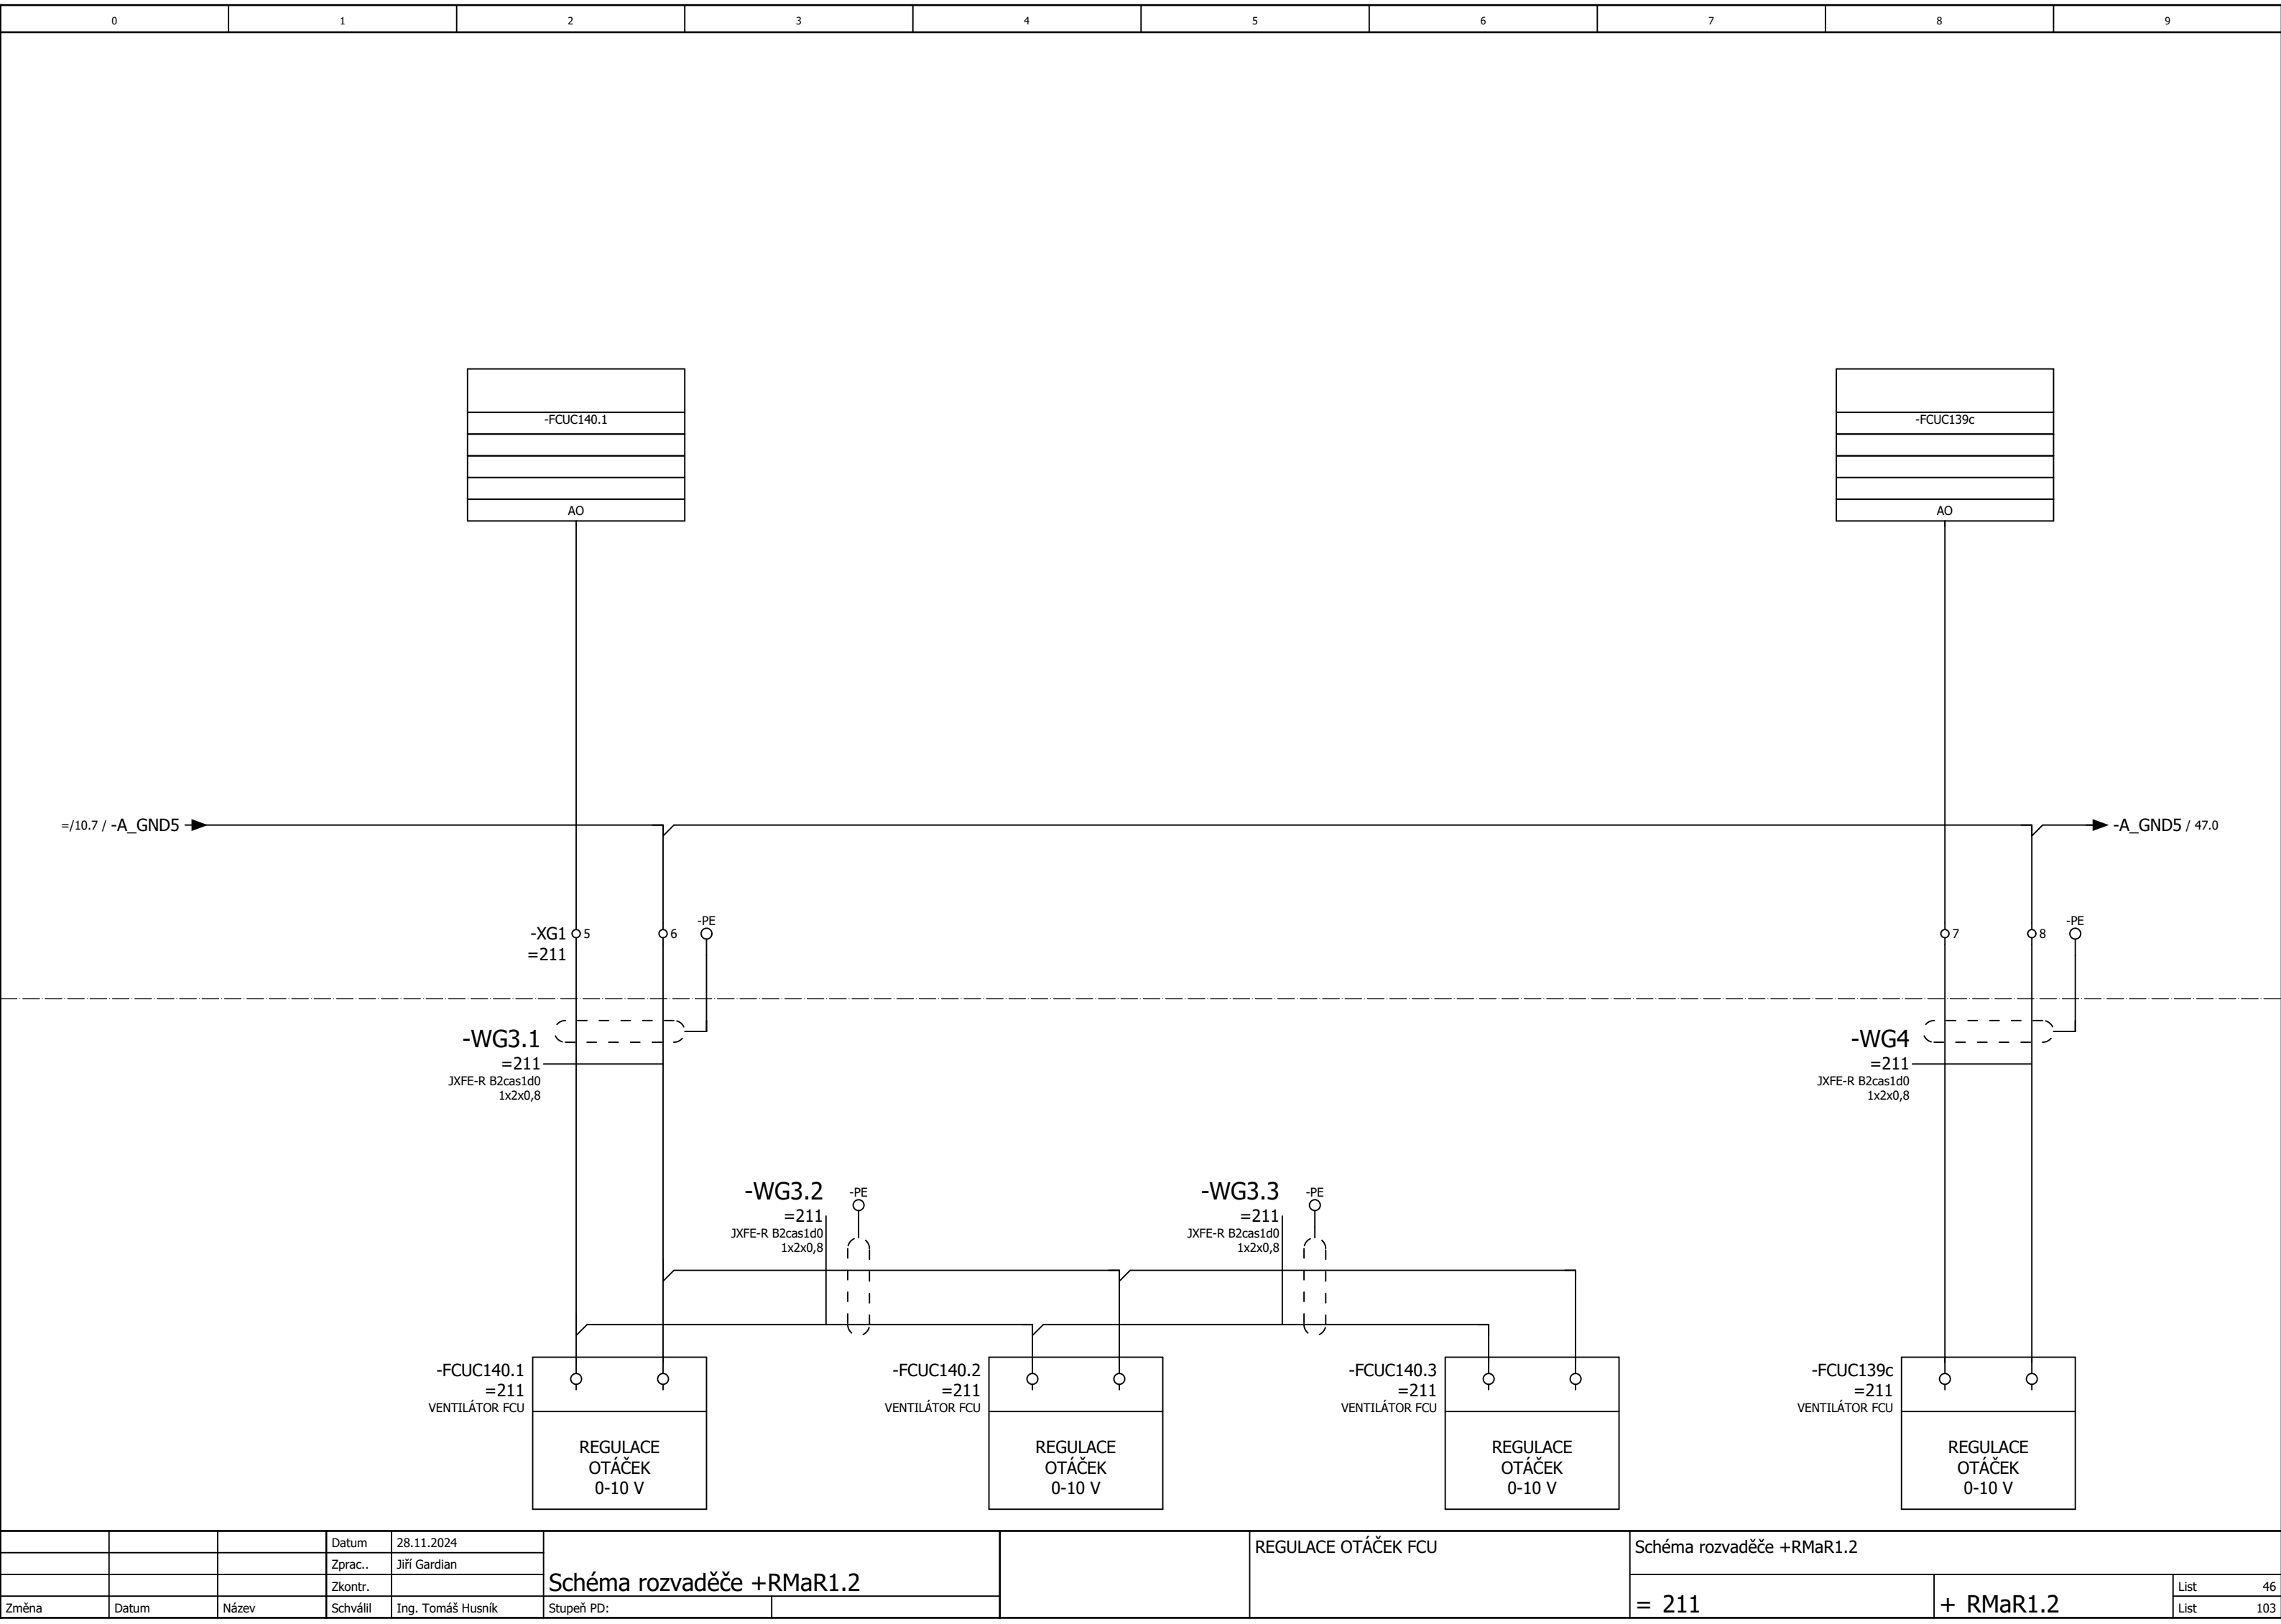 0 1 2 3 4 5 6 7 8 9
-FCUC140.1
AO
-FCUC139c
AO
=/10.7 / -A_GND5
-A_GND5 / 47.0
-XG1 5 6 -PE
=211
7 8 -PE
-WG3.1
=211
JXFE-R B2cas1d0
1x2x0,8
-WG4
=211
JXFE-R B2cas1d0
1x2x0,8
-WG3.2 -PE
=211
JXFE-R B2cas1d0
1x2x0,8
-WG3.3 -PE
=211
JXFE-R B2cas1d0
1x2x0,8
-FCUC140.1
=211
VENTILÁTOR FCU
REGULACE
OTÁČEK
0-10 V
-FCUC140.2
=211
VENTILÁTOR FCU
REGULACE
OTÁČEK
0-10 V
-FCUC140.3
=211
VENTILÁTOR FCU
REGULACE
OTÁČEK
0-10 V
-FCUC139c
=211
VENTILÁTOR FCU
REGULACE
OTÁČEK
0-10 V
Datum 28.11.2024
Zprac.. Jiří Gardian
Zkontr.
Změna Datum Název Schválil Ing. Tomáš Husník
Schéma rozvaděče +RMaR1.2
Stupeň PD:
REGULACE OTÁČEK FCU
Schéma rozvaděče +RMaR1.2
= 211
+ RMaR1.2
List 46
List 103